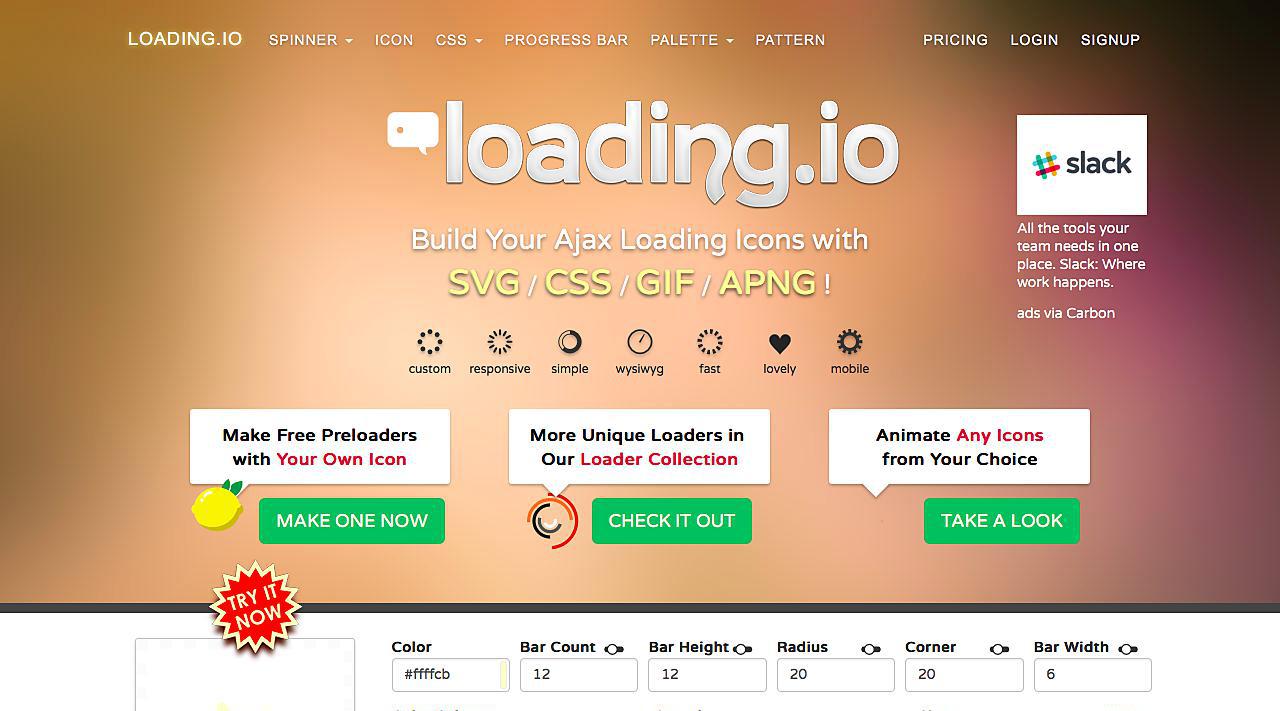 LOADING.IO SPINNER ICON CSS PROGRESS BAR PALETTE PATTERN PRICING LOGIN SIGNUP
loading.io
slack
All the tools your
team needs in one
place. Slack: Where
work happens.
ads via Carbon
Build Your Ajax Loading Icons with
SVG / CSS / GIF / APNG !
custom responsive simple wysiwyg fast lovely mobile
Make Free Preloaders
with Your Own Icon
MAKE ONE NOW
More Unique Loaders in
Our Loader Collection
CHECK IT OUT
Animate Any Icons
from Your Choice
TAKE A LOOK
TRY IT
NOW
Color Bar Count Bar Height Radius Corner Bar Width
#ffffcb 12 12 20 20 6